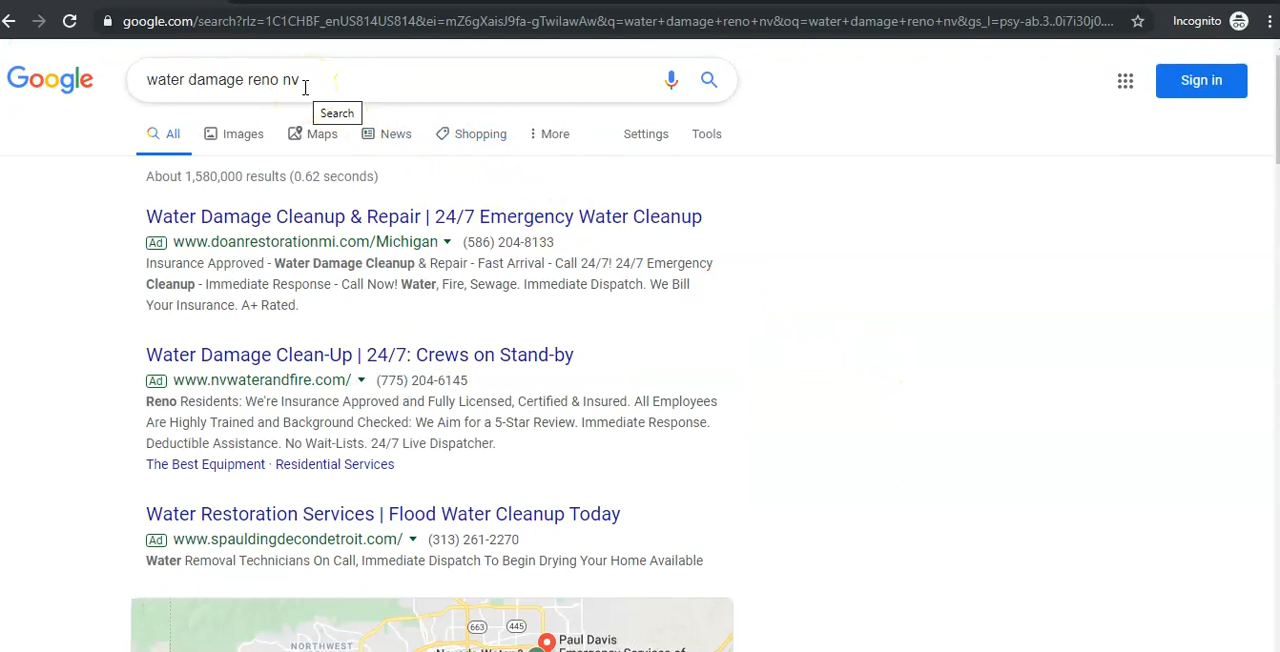 google.com/search?rlz=1C1CHBF_enUS814US814&ei=mZ6gXaisJ9fa-gTwilawAw&q=water+damage+reno+nv&oq=water+damage+reno+nv&gs_l=psy-ab.3..0i7i30j0....
Incognito
Google
water damage reno nv
Sign in
Search
All Images Maps News Shopping More Settings Tools
About 1,580,000 results (0.62 seconds)
Water Damage Cleanup & Repair | 24/7 Emergency Water Cleanup
Ad www.doanrestorationmi.com/Michigan (586) 204-8133
Insurance Approved - Water Damage Cleanup & Repair - Fast Arrival - Call 24/7! 24/7 Emergency
Cleanup - Immediate Response - Call Now! Water, Fire, Sewage. Immediate Dispatch. We Bill
Your Insurance. A+ Rated.
Water Damage Clean-Up | 24/7: Crews on Stand-by
Ad www.nvwaterandfire.com/ (775) 204-6145
Reno Residents: We're Insurance Approved and Fully Licensed, Certified & Insured. All Employees
Are Highly Trained and Background Checked: We Aim for a 5-Star Review. Immediate Response.
Deductible Assistance. No Wait-Lists. 24/7 Live Dispatcher.
The Best Equipment · Residential Services
Water Restoration Services | Flood Water Cleanup Today
Ad www.spauldingdecondetroit.com/ (313) 261-2270
Water Removal Technicians On Call, Immediate Dispatch To Begin Drying Your Home Available
663 445
NORTHWEST
Paul Davis